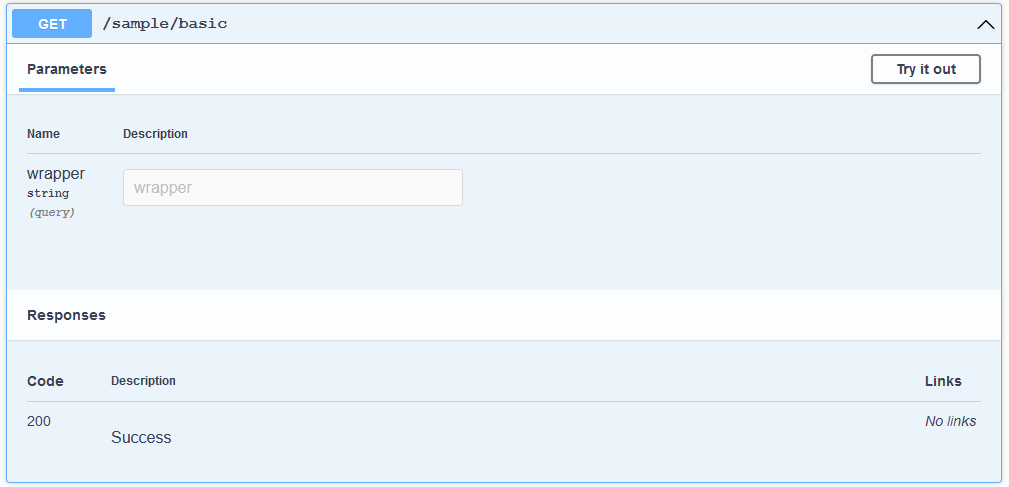 GET /sample/basic
Parameters Try it out
Name Description
wrapper wrapper
string
(query)
Responses
Code Description Links
200 No links
Success